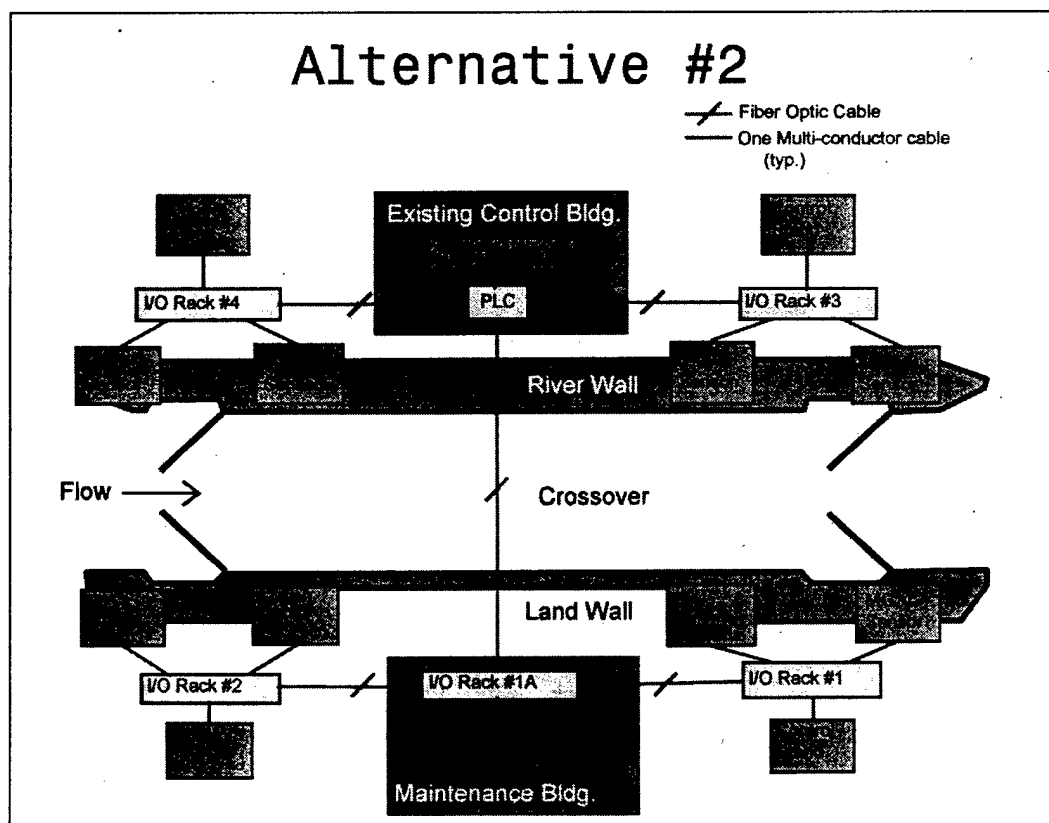 Alternative #2
Fiber Optic Cable
One Multi-conductor cable
(typ.)
Existing Control Bldg.
I/O Rack #4
PLC
I/O Rack #3
River Wall
Flow
Crossover
Land Wall
I/O Rack #2
I/O Rack #1A
I/O Rack #1
Maintenance Bldg.